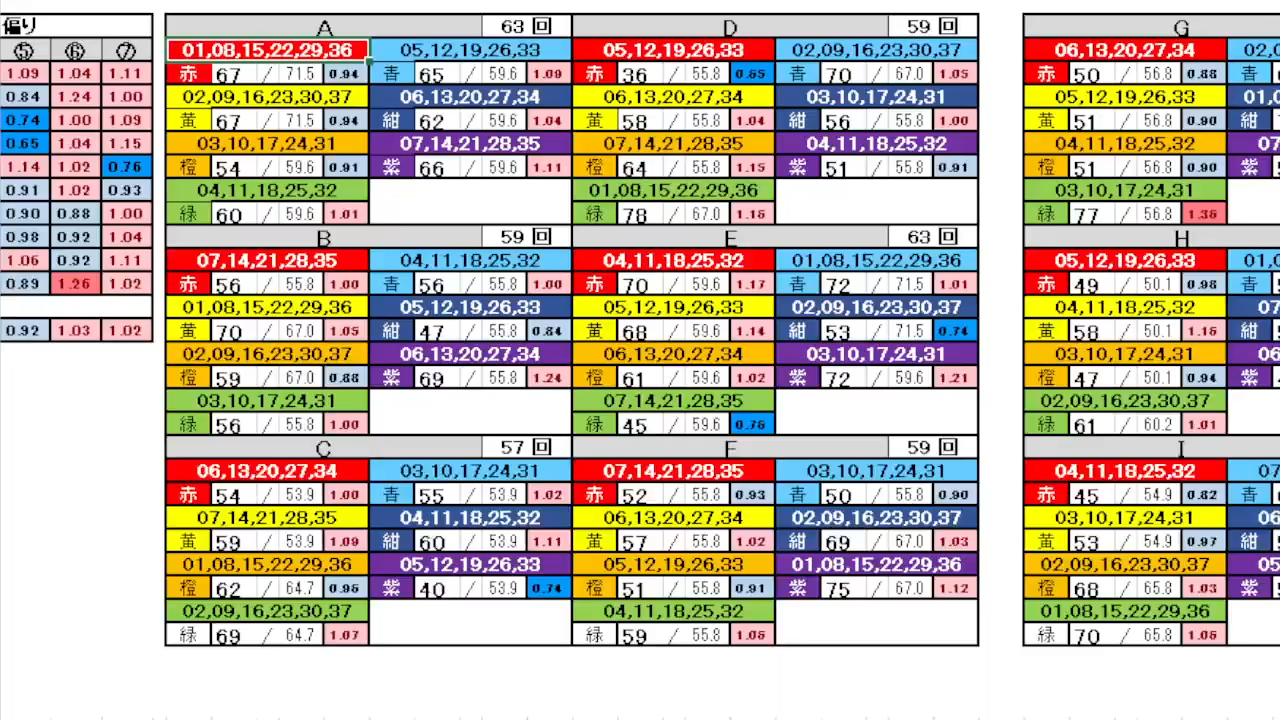 偏り
⑤ ⑥ ⑦
1.09 1.04 1.11
0.84 1.24 1.00
0.74 1.00 1.09
0.65 1.04 1.15
1.14 1.02 0.76
0.91 1.02 0.93
0.90 0.88 1.00
0.98 0.92 1.04
1.06 0.92 1.11
0.89 1.26 1.02
0.92 1.03 1.02
A 63 回
01,08,15,22,29,36 05,12,19,26,33
赤 67 / 71.5 0.94 青 65 / 59.6 1.09
02,09,16,23,30,37 06,13,20,27,34
黄 67 / 71.5 0.94 紺 62 / 59.6 1.04
03,10,17,24,31 07,14,21,28,35
橙 54 / 59.6 0.91 紫 66 / 59.6 1.11
04,11,18,25,32
緑 60 / 59.6 1.01
B 59 回
07,14,21,28,35 04,11,18,25,32
赤 56 / 55.8 1.00 青 56 / 55.8 1.00
01,08,15,22,29,36 05,12,19,26,33
黄 70 / 67.0 1.05 紺 47 / 55.8 0.84
02,09,16,23,30,37 06,13,20,27,34
橙 59 / 67.0 0.88 紫 69 / 55.8 1.24
03,10,17,24,31
緑 56 / 55.8 1.00
C 57 回
06,13,20,27,34 03,10,17,24,31
赤 54 / 53.9 1.00 青 55 / 53.9 1.02
07,14,21,28,35 04,11,18,25,32
黄 59 / 53.9 1.09 紺 60 / 53.9 1.11
01,08,15,22,29,36 05,12,19,26,33
橙 62 / 64.7 0.96 紫 40 / 53.9 0.74
02,09,16,23,30,37
緑 69 / 64.7 1.07
D 59 回
05,12,19,26,33 02,09,16,23,30,37
赤 36 / 55.8 0.65 青 70 / 67.0 1.05
06,13,20,27,34 03,10,17,24,31
黄 58 / 55.8 1.04 紺 56 / 55.8 1.00
07,14,21,28,35 04,11,18,25,32
橙 64 / 55.8 1.15 紫 51 / 55.8 0.91
01,08,15,22,29,36
緑 78 / 67.0 1.16
E 63 回
04,11,18,25,32 01,08,15,22,29,36
赤 70 / 59.6 1.17 青 72 / 71.5 1.01
05,12,19,26,33 02,09,16,23,30,37
黄 68 / 59.6 1.14 紺 53 / 71.5 0.74
06,13,20,27,34 03,10,17,24,31
橙 61 / 59.6 1.02 紫 72 / 59.6 1.21
07,14,21,28,35
緑 45 / 59.6 0.76
F 59 回
07,14,21,28,35 03,10,17,24,31
赤 52 / 55.8 0.93 青 50 / 55.8 0.90
06,13,20,27,34 02,09,16,23,30,37
黄 57 / 55.8 1.02 紺 69 / 67.0 1.03
05,12,19,26,33 01,08,15,22,29,36
橙 51 / 55.8 0.91 紫 75 / 67.0 1.12
04,11,18,25,32
緑 59 / 55.8 1.06
G
06,13,20,27,34
赤 50 / 56.8 0.88 青
05,12,19,26,33
黄 51 / 56.8 0.90 紺
07,14,21,28,35
橙 51 / 56.8 0.90 紫
03,10,17,24,31
緑 77 / 56.8 1.36
H
05,12,19,26,33
赤 49 / 50.1 0.98 青
04,11,18,25,32
黄 58 / 50.1 1.16 紺
03,10,17,24,31
橙 47 / 50.1 0.94 紫
02,09,16,23,30,37
緑 61 / 60.2 1.01
I
04,11,18,25,32
赤 45 / 54.9 0.82 青
03,10,17,24,31
黄 53 / 54.9 0.97 紺
02,09,16,23,30,37
橙 68 / 65.8 1.03 紫
01,08,15,22,29,36
緑 70 / 65.8 1.06